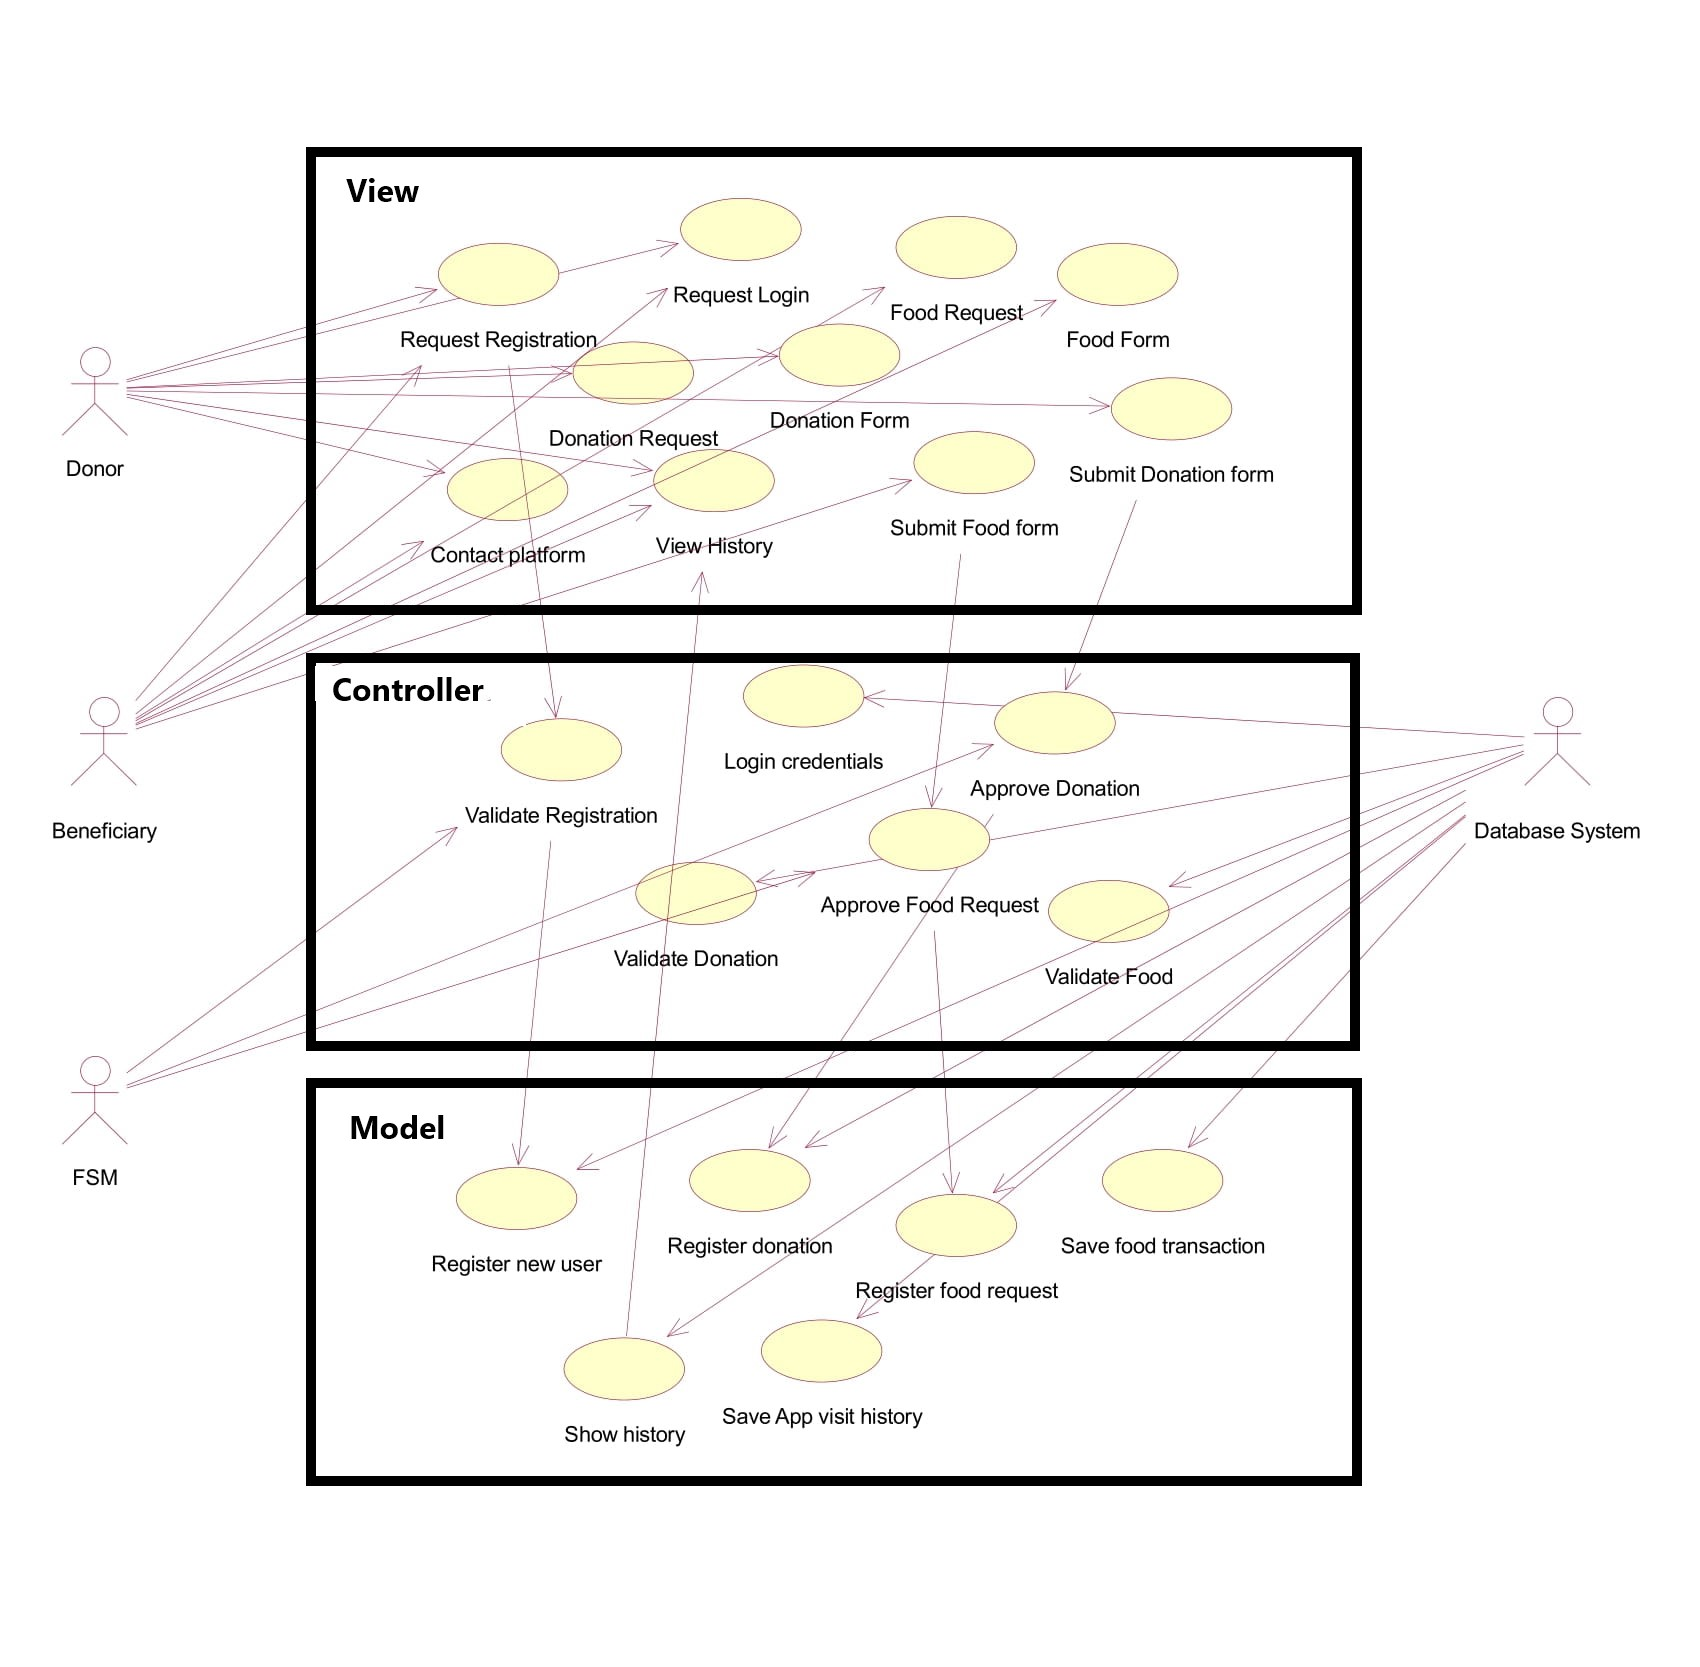 View
Request Login
Food Request
Request Registration
Food Form
Donation Form
Donation Request
Donor
Submit Donation form
Submit Food form
View History
Contact platform
Controller
Login credentials
Approve Donation
Validate Registration
Beneficiary
Database System
Approve Food Request
Validate Donation
Validate Food
Model
FSM
Register donation
Save food transaction
Register new user
Register food request
Save App visit history
Show history